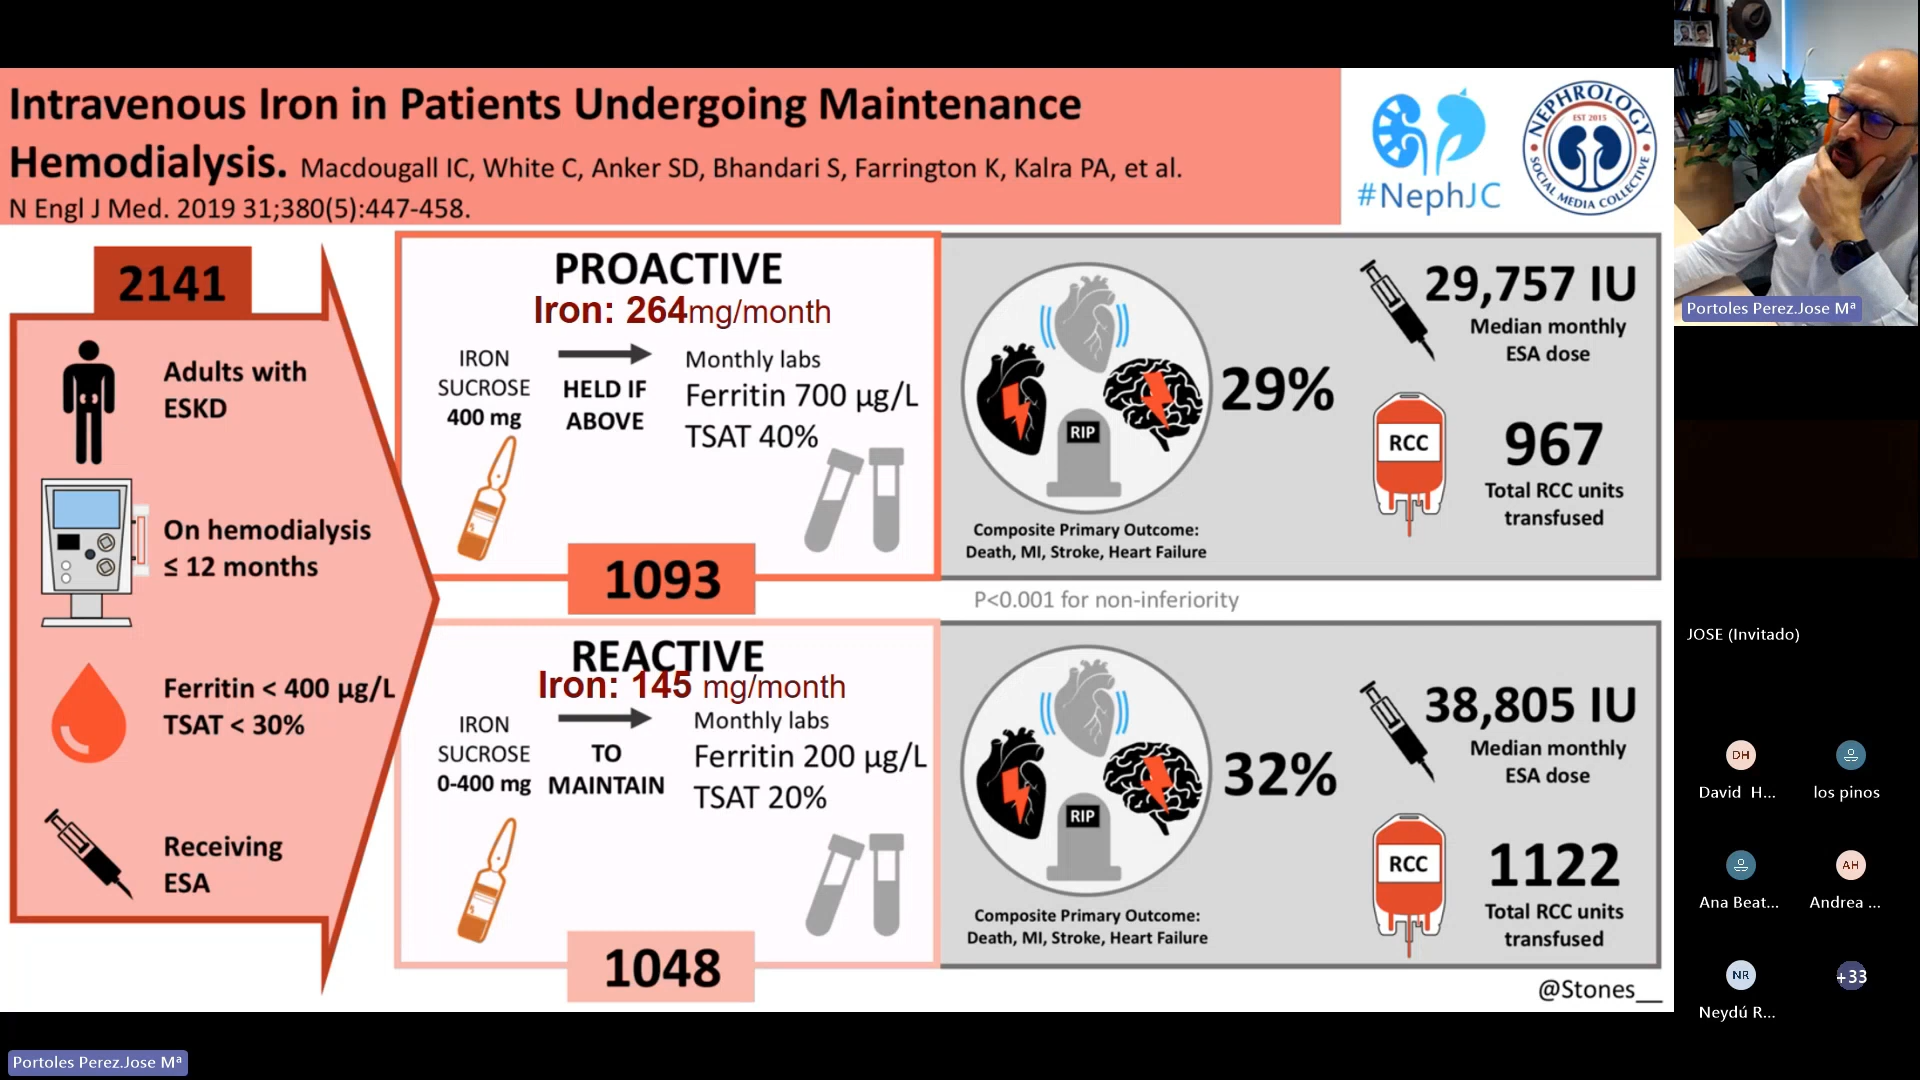 Intravenous Iron in Patients Undergoing Maintenance
Hemodialysis. Macdougall IC, White C, Anker SD, Bhandari S, Farrington K, Kalra PA, et al.
N Engl J Med. 2019 31;380(5):447-458.
#NephJC
NEPHROLOGY
EST 2015
SOCIAL MEDIA COLLECTIVE
2141
Adults with
ESKD
On hemodialysis
≤ 12 months
Ferritin < 400 µg/L
TSAT < 30%
Receiving
ESA
PROACTIVE
Iron: 264mg/month
IRON
SUCROSE
400 mg
HELD IF
ABOVE
Monthly labs
Ferritin 700 µg/L
TSAT 40%
1093
RIP
Composite Primary Outcome:
Death, MI, Stroke, Heart Failure
29%
29,757 IU
Median monthly
ESA dose
RCC
967
Total RCC units
transfused
P<0.001 for non-inferiority
REACTIVE
Iron: 145 mg/month
IRON
SUCROSE
0-400 mg
TO
MAINTAIN
Monthly labs
Ferritin 200 µg/L
TSAT 20%
1048
RIP
Composite Primary Outcome:
Death, MI, Stroke, Heart Failure
32%
38,805 IU
Median monthly
ESA dose
RCC
1122
Total RCC units
transfused
@Stones__
Portoles Perez.Jose Mª
JOSE (Invitado)
DH
David H...
los pinos
Ana Beat...
AH
Andrea ...
NR
Neydú R...
+33
Portoles Perez.Jose Mª